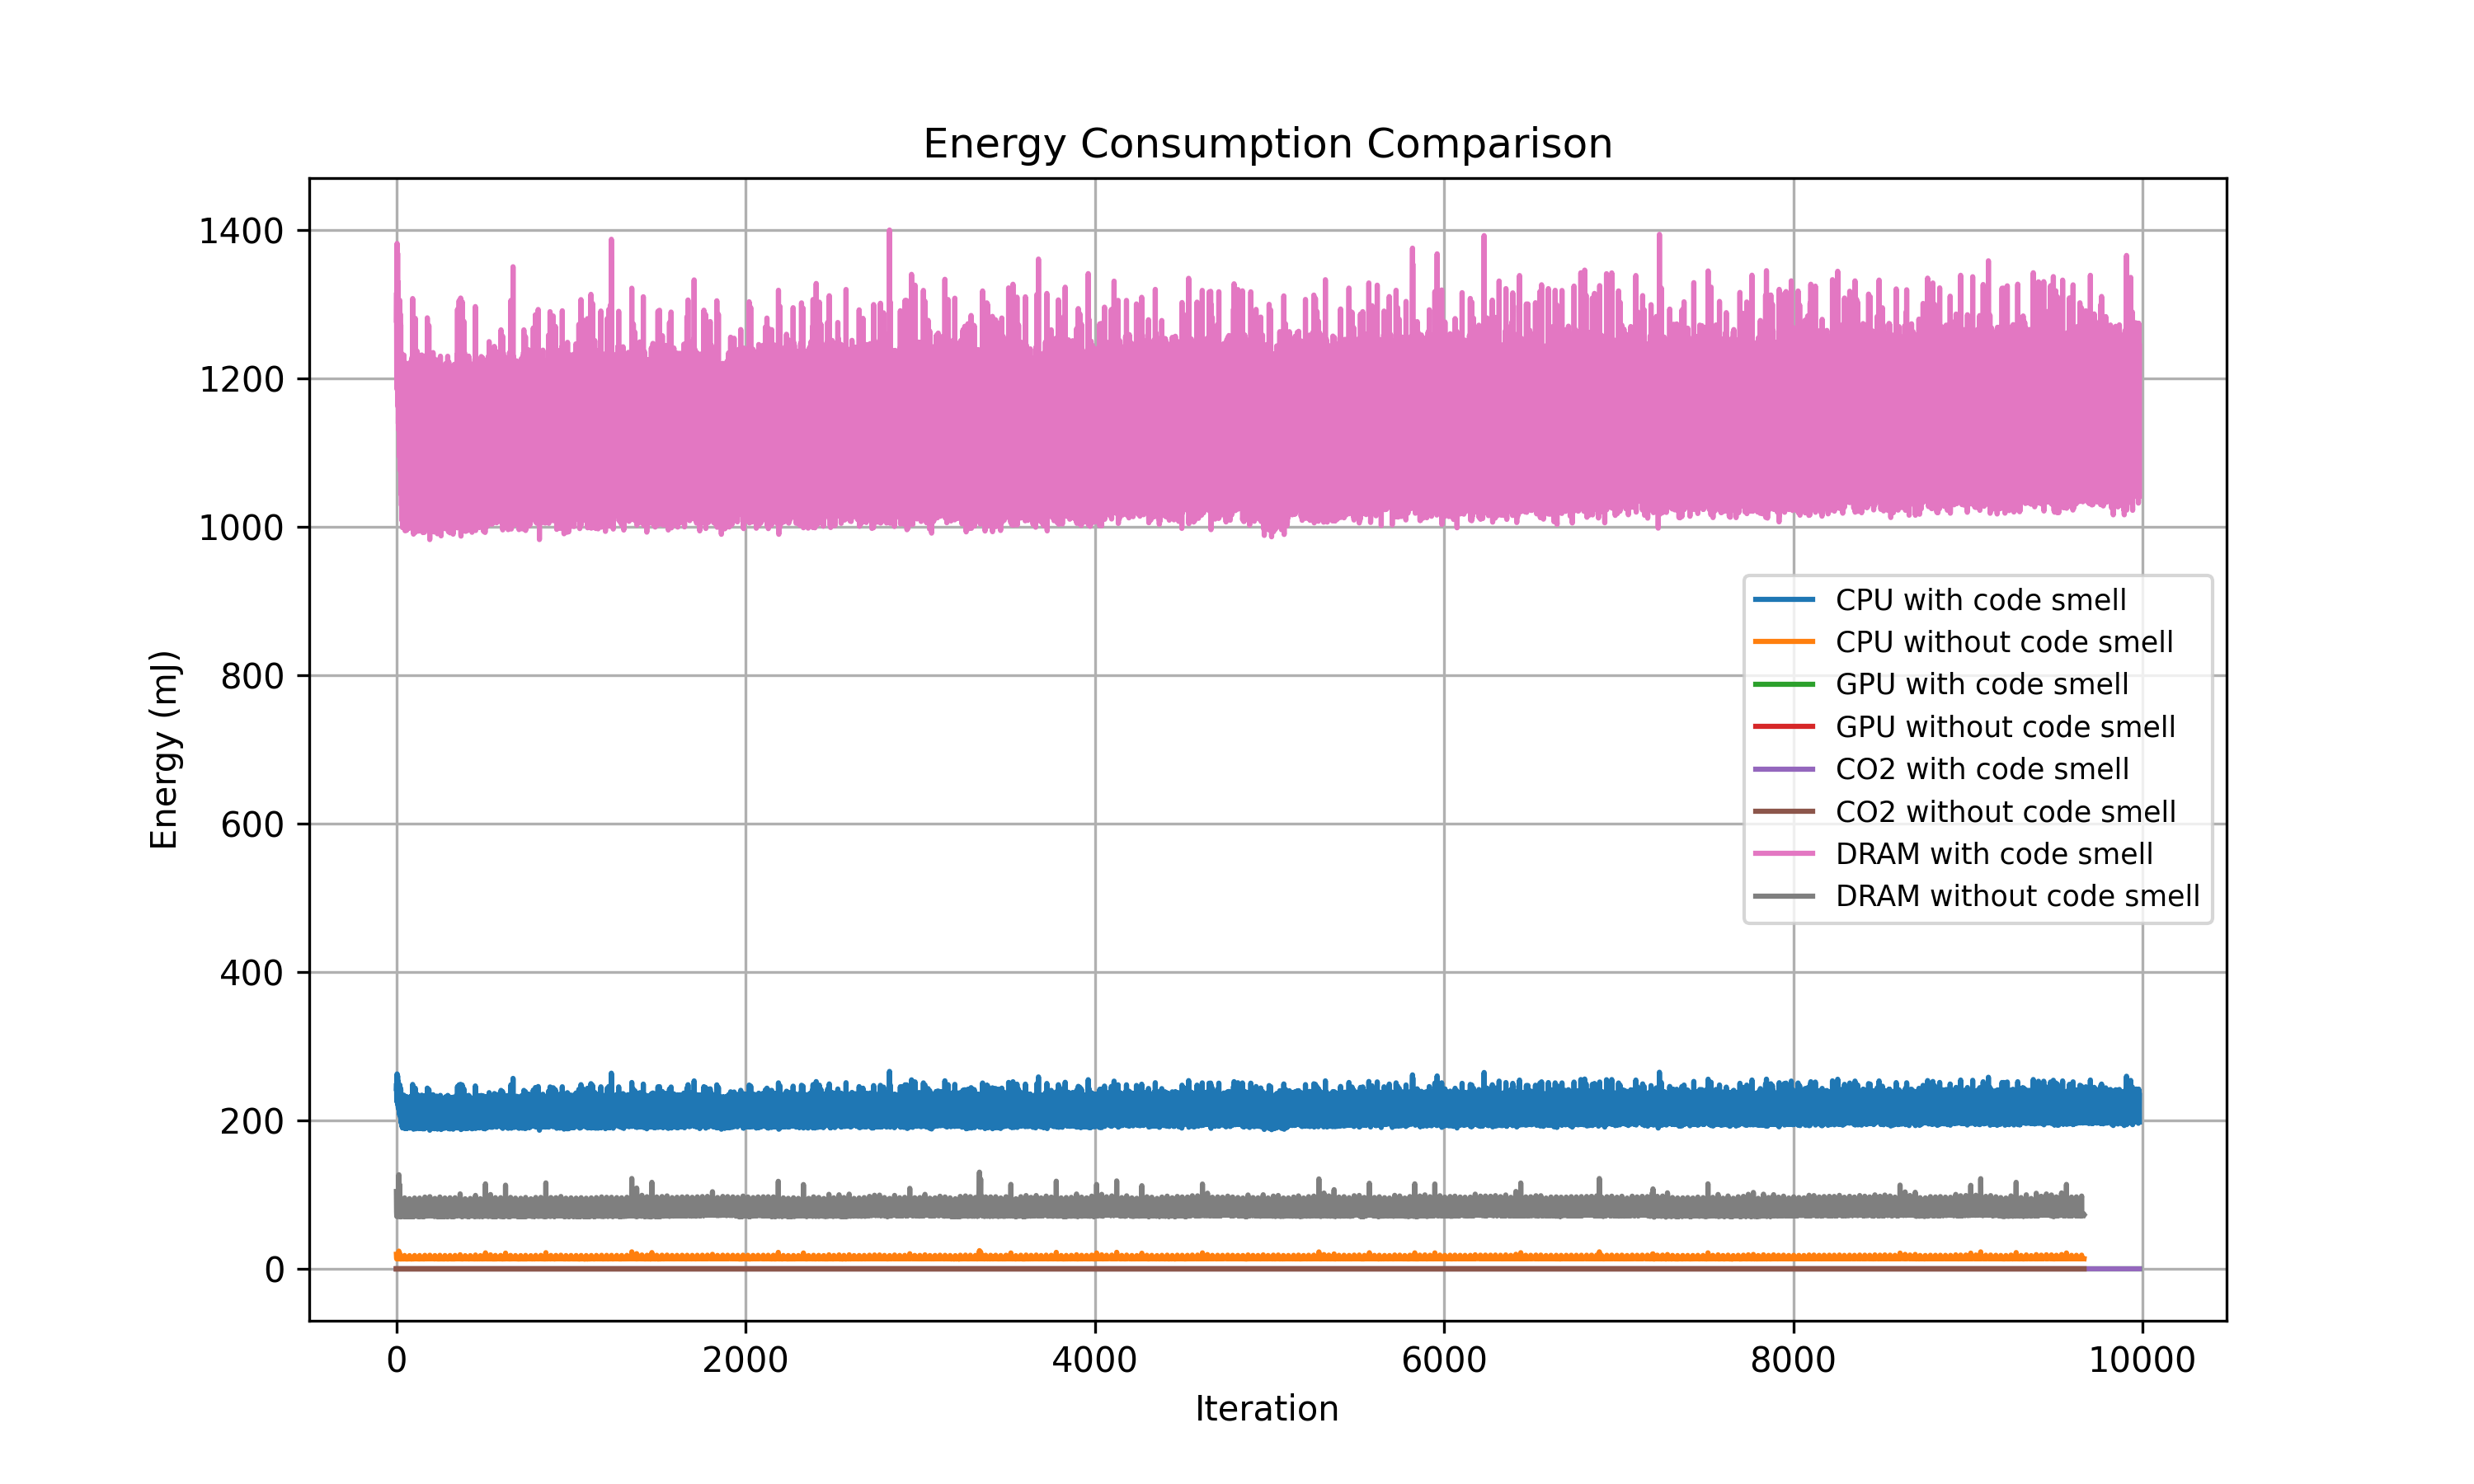 Energy Consumption Comparison
1400
1200
1000
800
600
400
200
0
Energy (mJ)
CPU with code smell
CPU without code smell
GPU with code smell
GPU without code smell
CO2 with code smell
CO2 without code smell
DRAM with code smell
DRAM without code smell
0 2000 4000 6000 8000 10000
Iteration